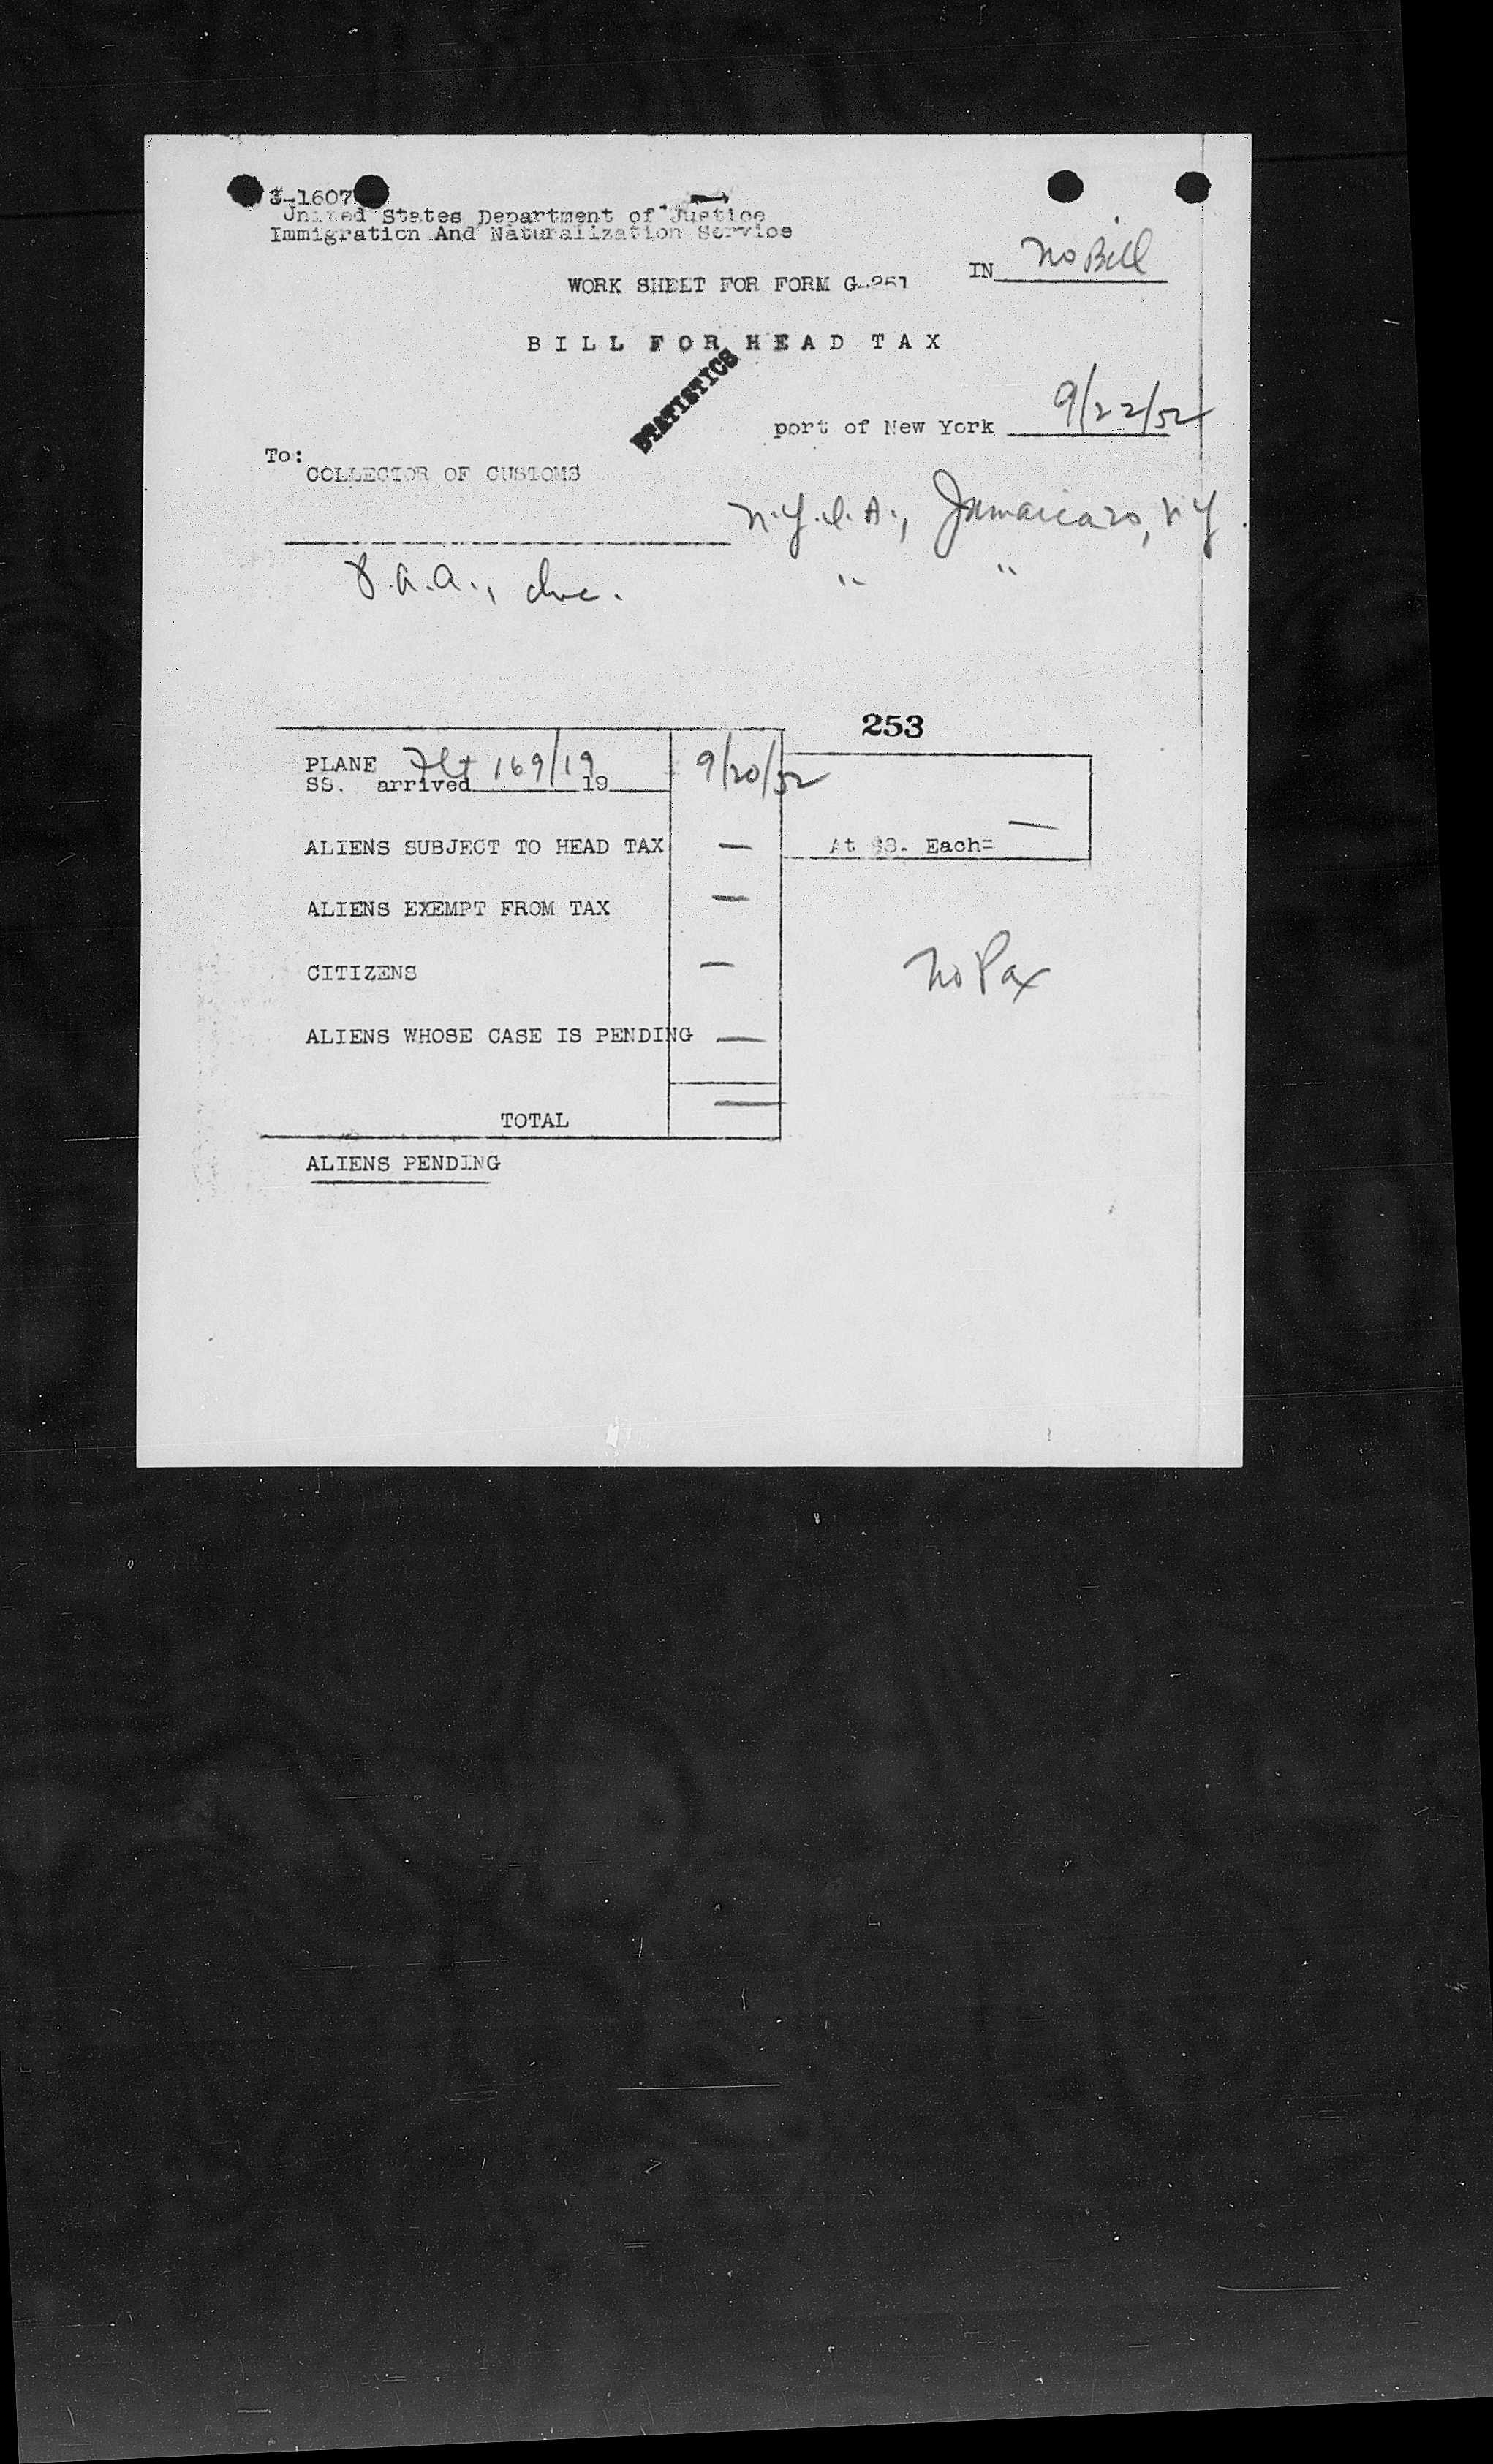 3-1607
United States Department of Justice
Immigration And Naturalization Service
IN No Bill
WORK SHEET FOR FORM G-251
BILL FOR HEAD TAX
STATISTICS
port of New York 9/22/52
To:
COLLECTOR OF CUSTOMS
N.Y.I.A., Jamaica, N Y.
P.A.A., Inc. " "
253
PLANE Flt 169/19 9/20/52
SS. arrived 19
ALIENS SUBJECT TO HEAD TAX — At $8. Each= —
ALIENS EXEMPT FROM TAX —
CITIZENS — No Pax
ALIENS WHOSE CASE IS PENDING —
TOTAL —
ALIENS PENDING